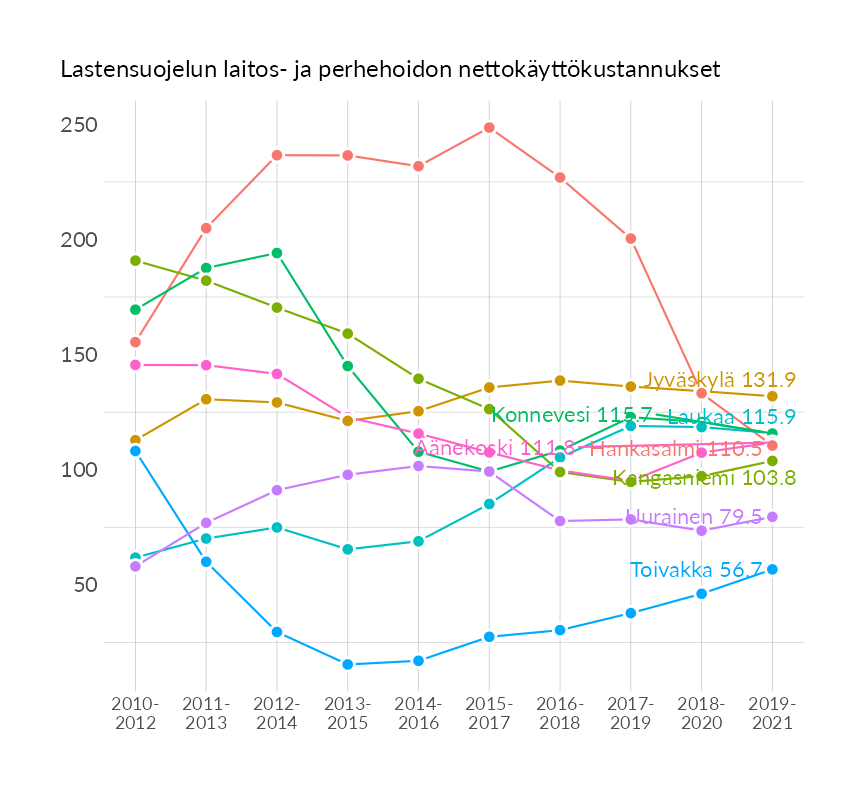 Lastensuojelun laitos- ja perhehoidon nettokäyttökustannukset
250
200
150
100
50
Jyväskylä 131.9
Konnevesi 115.7
Laukaa 115.9
Äänekoski 111.8
Hankasalmi 110.5
Kangasniemi 103.8
Uurainen 79.5
Toivakka 56.7
2010-
2012
2011-
2013
2012-
2014
2013-
2015
2014-
2016
2015-
2017
2016-
2018
2017-
2019
2018-
2020
2019-
2021